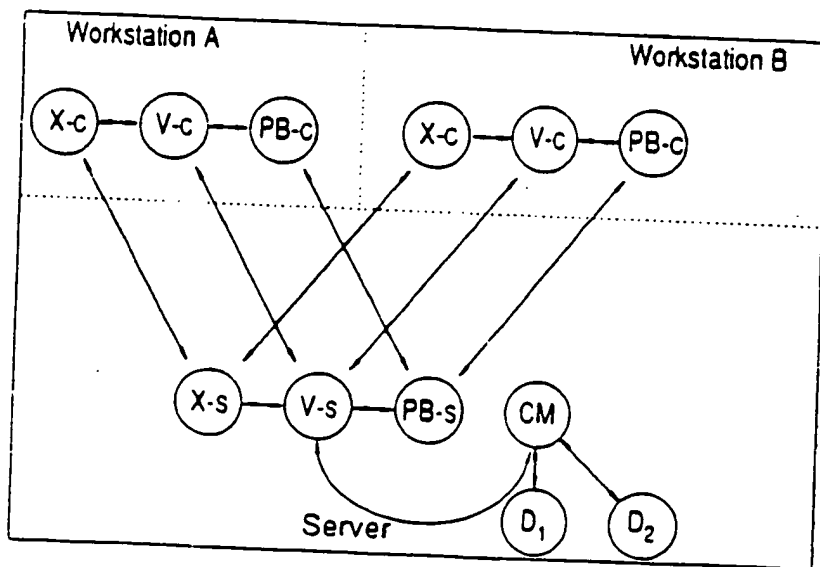 Workstation A
Workstation B
X-c
V-c
PB-c
X-c
V-c
PB-c
X-s
V-s
PB-s
CM
Server
D₁
D₂